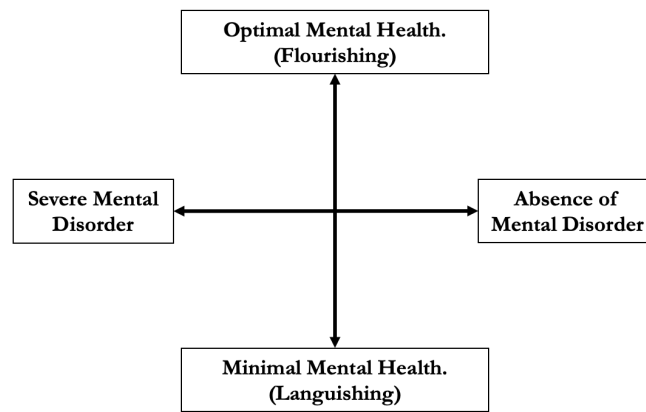 Optimal Mental Health.
(Flourishing)
Severe Mental
Disorder
Absence of
Mental Disorder
Minimal Mental Health.
(Languishing)